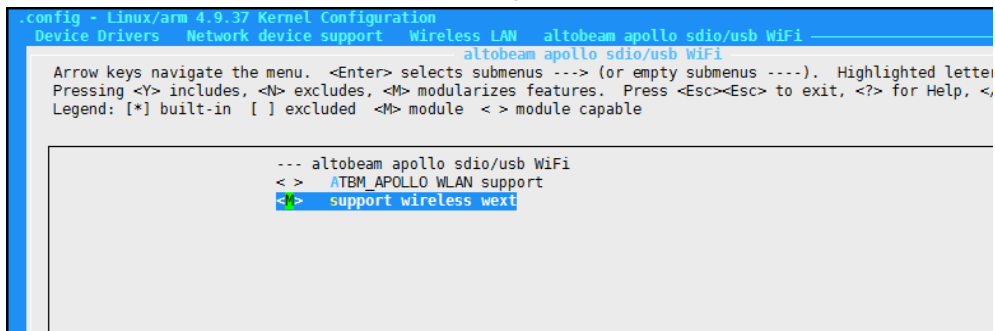 .config - Linux/arm 4.9.37 Kernel Configuration
Device Drivers Network device support Wireless LAN altobeam apollo sdio/usb WiFi
altobeam apollo sdio/usb WiFi
Arrow keys navigate the menu. <Enter> selects submenus ---> (or empty submenus ----). Highlighted letter
Pressing <Y> includes, <N> excludes, <M> modularizes features. Press <Esc><Esc> to exit, <?> for Help, </
Legend: [*] built-in [ ] excluded <M> module < > module capable
--- altobeam apollo sdio/usb WiFi
< > ATBM_APOLLO WLAN support
<M> support wireless wext